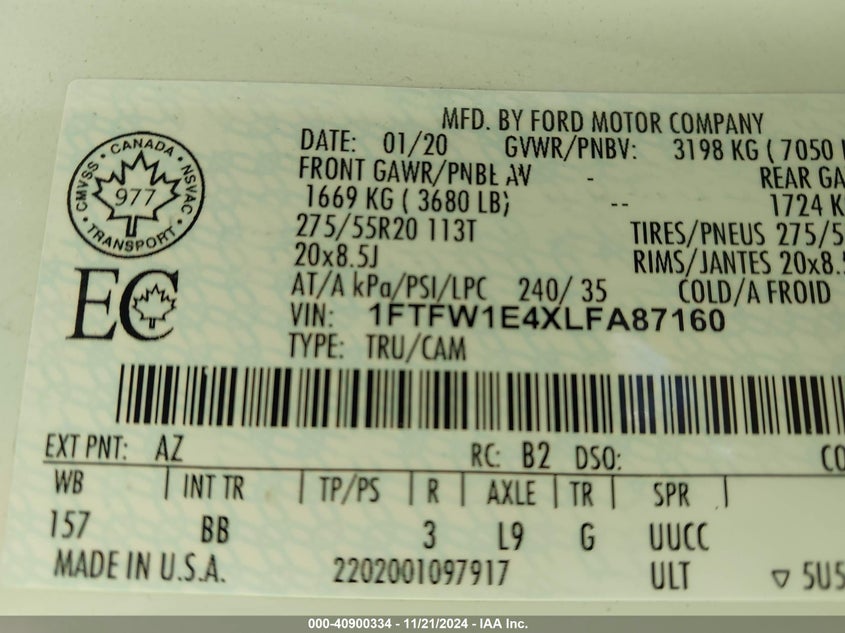 MFD. BY FORD MOTOR COMPANY
DATE: 01/20 GVWR/PNBV: 3198 KG ( 7050
FRONT GAWR/PNBE AV - REAR GA
1669 KG ( 3680 LB) -- 1724 K
275/55R20 113T TIRES/PNEUS 275/5
20x8.5J RIMS/JANTES 20x8.5
AT/A kPa/PSI/LPC 240/ 35 COLD/A FROID
VIN: 1FTFW1E4XLFA87160
TYPE: TRU/CAM
CANADA
CMVSS · NSVAC
977
TRANSPORT
EC
EXT PNT: AZ RC: B2 DSO: CO
WB | INT TR | TP/PS | R | AXLE | TR | SPR |
157 BB 3 L9 G UUCC
MADE IN U.S.A. 2202001097917 ULT ▽ 5U5
000-40900334 - 11/21/2024 - IAA Inc.